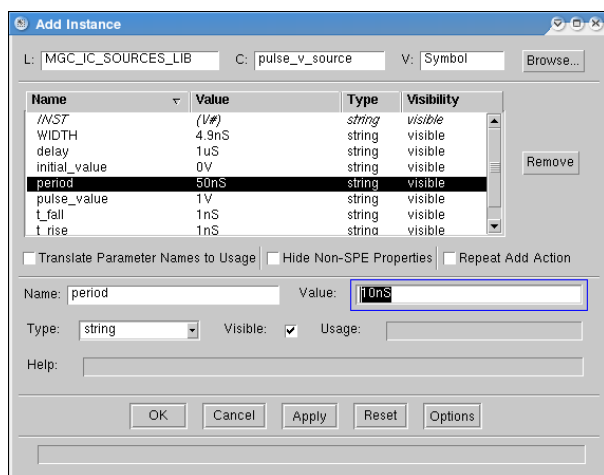 Add Instance
L: MGC_IC_SOURCES_LIB C: pulse_v_source V: Symbol Browse...
Name Value Type Visibility
INST (V#) string visible
WIDTH 4.9nS string visible
delay 1uS string visible
initial_value 0V string visible
period 50nS string visible
pulse_value 1V string visible
t_fall 1nS string visible
t_rise 1nS string visible
Remove
Translate Parameter Names to Usage Hide Non-SPE Properties Repeat Add Action
Name: period Value: 10nS
Type: string Visible: Usage:
Help:
OK Cancel Apply Reset Options